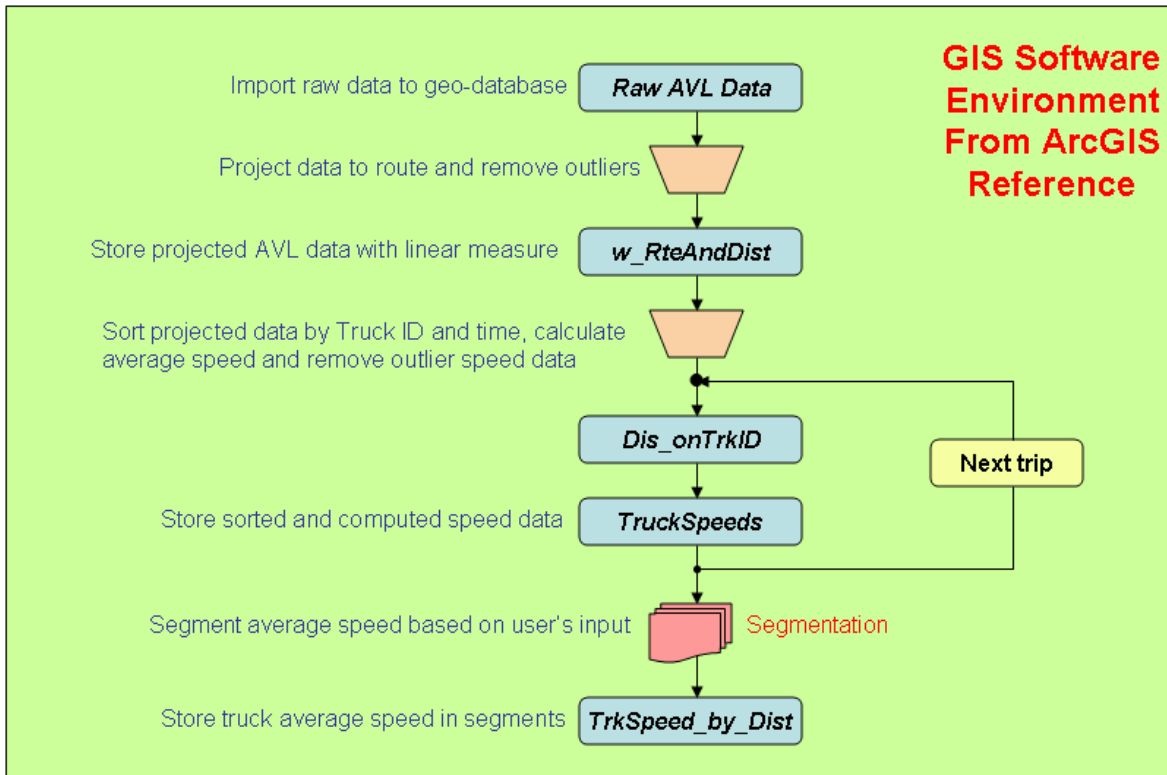 GIS Software
Environment
From ArcGIS
Reference
Import raw data to geo-database
Raw AVL Data
Project data to route and remove outliers
Store projected AVL data with linear measure
w_RteAndDist
Sort projected data by Truck ID and time, calculate
average speed and remove outlier speed data
Dis_onTrkID
Next trip
Store sorted and computed speed data
TruckSpeeds
Segment average speed based on user's input
Segmentation
Store truck average speed in segments
TrkSpeed_by_Dist